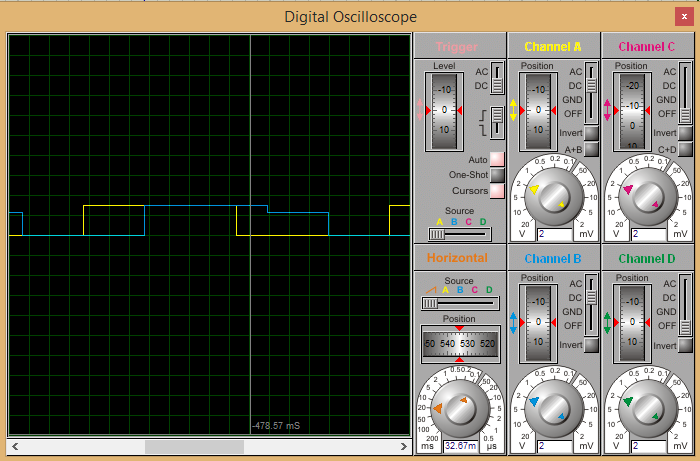 Digital Oscilloscope
x
-478.57 mS
Trigger
Level
-10
0
10
AC
DC
Auto
One-Shot
Cursors
Source
A B C D
Channel A
Position
-10
0
10
AC
DC
GND
OFF
Invert
A+B
20 10 5 2 1 0.5 0.2 0.1 50 20 10 5 2
V 2 mV
Channel C
Position
-20
-10
0
10
AC
DC
GND
OFF
Invert
C+D
20 10 5 2 1 0.5 0.2 0.1 50 20 10 5 2
V 2 mV
Horizontal
Source
A B C D
Position
50 540 530 520
200 100 50 20 10 5 2 1 0.5 0.2 0.1 50 20 10 5 2 1 0.5
ms 32.67m µs
Channel B
Position
-10
0
10
AC
DC
GND
OFF
Invert
20 10 5 2 1 0.5 0.2 0.1 50 20 10 5 2
V 2 mV
Channel D
Position
-10
0
10
AC
DC
GND
OFF
Invert
20 10 5 2 1 0.5 0.2 0.1 50 20 10 5 2
V 2 mV